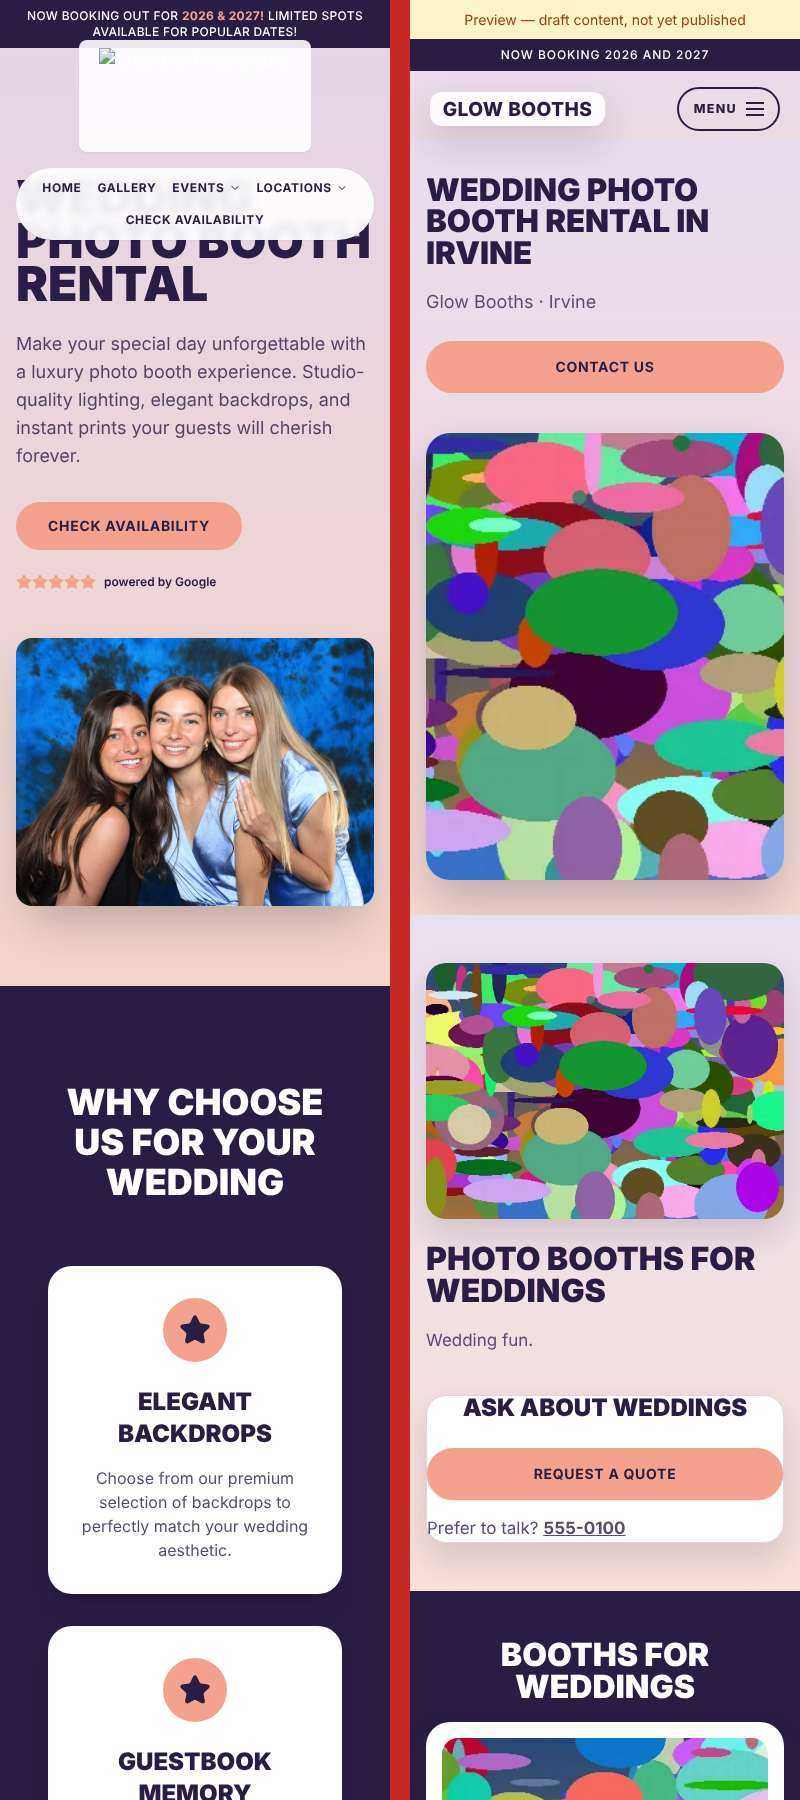 NOW BOOKING OUT FOR 2026 & 2027! LIMITED SPOTS
AVAILABLE FOR POPULAR DATES!
HOME GALLERY EVENTS LOCATIONS
CHECK AVAILABILITY
WEDDING
PHOTO BOOTH
RENTAL
Make your special day unforgettable with
a luxury photo booth experience. Studio-
quality lighting, elegant backdrops, and
instant prints your guests will cherish
forever.
CHECK AVAILABILITY
powered by Google
WHY CHOOSE
US FOR YOUR
WEDDING
ELEGANT
BACKDROPS
Choose from our premium
selection of backdrops to
perfectly match your wedding
aesthetic.
GUESTBOOK
MEMORY
Preview — draft content, not yet published
NOW BOOKING 2026 AND 2027
GLOW BOOTHS
MENU
WEDDING PHOTO
BOOTH RENTAL IN
IRVINE
Glow Booths · Irvine
CONTACT US
PHOTO BOOTHS FOR
WEDDINGS
Wedding fun.
ASK ABOUT WEDDINGS
REQUEST A QUOTE
Prefer to talk? 555-0100
BOOTHS FOR
WEDDINGS